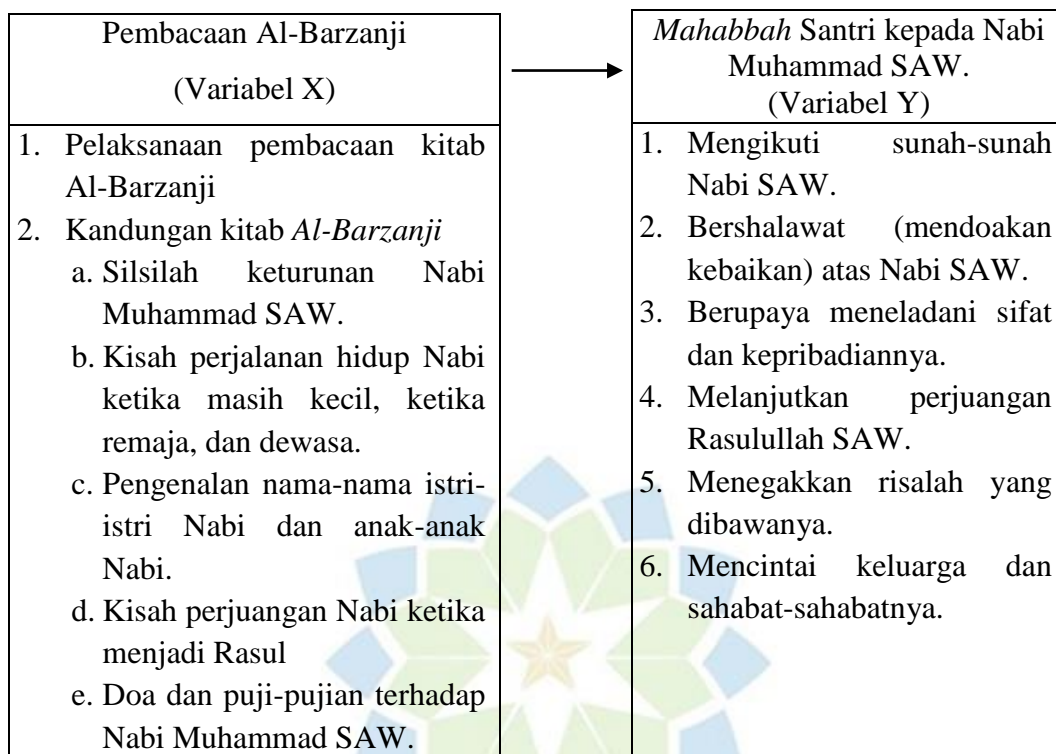 Pembacaan Al-Barzanji
(Variabel X)
1. Pelaksanaan pembacaan kitab
Al-Barzanji
2. Kandungan kitab Al-Barzanji
a. Silsilah keturunan Nabi
Muhammad SAW.
b. Kisah perjalanan hidup Nabi
ketika masih kecil, ketika
remaja, dan dewasa.
c. Pengenalan nama-nama istri-
istri Nabi dan anak-anak
Nabi.
d. Kisah perjuangan Nabi ketika
menjadi Rasul
e. Doa dan puji-pujian terhadap
Nabi Muhammad SAW.
Mahabbah Santri kepada Nabi
Muhammad SAW.
(Variabel Y)
1. Mengikuti sunah-sunah
Nabi SAW.
2. Bershalawat (mendoakan
kebaikan) atas Nabi SAW.
3. Berupaya meneladani sifat
dan kepribadiannya.
4. Melanjutkan perjuangan
Rasulullah SAW.
5. Menegakkan risalah yang
dibawanya.
6. Mencintai keluarga dan
sahabat-sahabatnya.